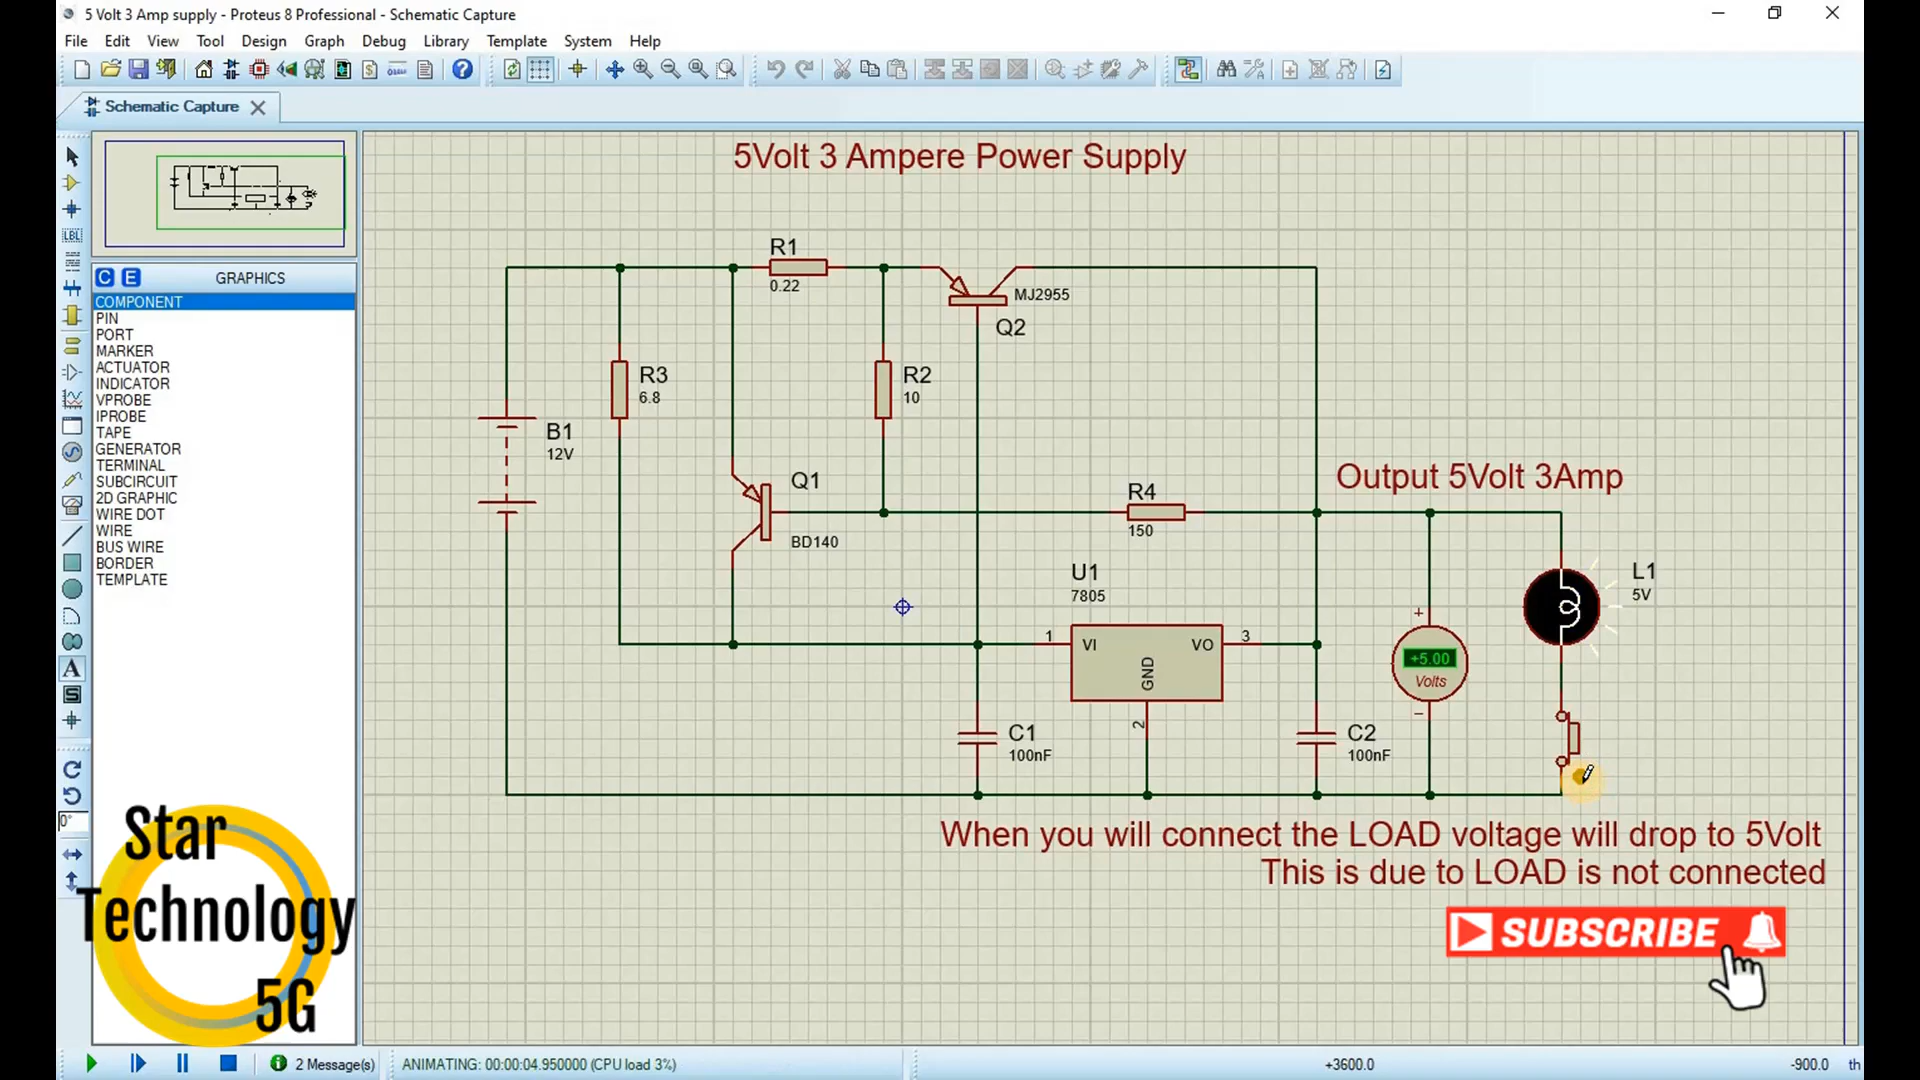 5 Volt 3 Amp supply - Proteus 8 Professional - Schematic Capture
File Edit View Tool Design Graph Debug Library Template System Help
Schematic Capture
GRAPHICS
COMPONENT
PIN
PORT
MARKER
ACTUATOR
INDICATOR
VPROBE
IPROBE
TAPE
GENERATOR
TERMINAL
SUBCIRCUIT
2D GRAPHIC
WIRE DOT
WIRE
BUS WIRE
BORDER
TEMPLATE
C E
LBL
A
S
0°
5Volt 3 Ampere Power Supply
R1
0.22
MJ2955
Q2
R3
6.8
R2
10
B1
12V
Q1
BD140
R4
150
Output 5Volt 3Amp
U1
7805
L1
5V
1 VI VO 3
GND
2
+
+5.00
Volts
C1
100nF
C2
100nF
When you will connect the LOAD voltage will drop to 5Volt
This is due to LOAD is not connected
SUBSCRIBE
Star
Technology
5G
2 Message(s) ANIMATING: 00:00:04.950000 (CPU load 3%) +3600.0 -900.0 th